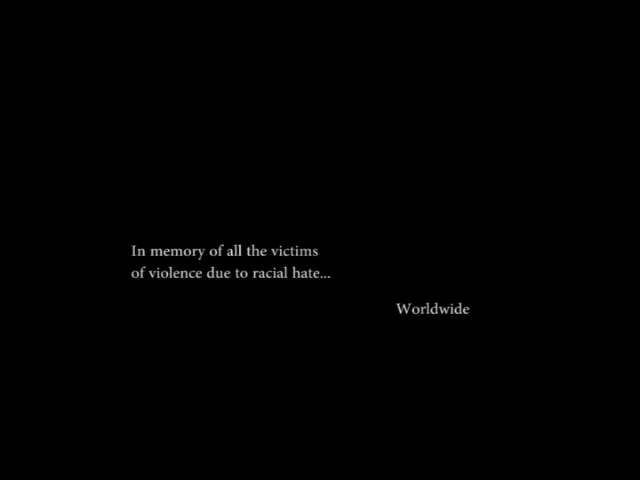 In memory of all the victims
of violence due to racial hate...
Worldwide